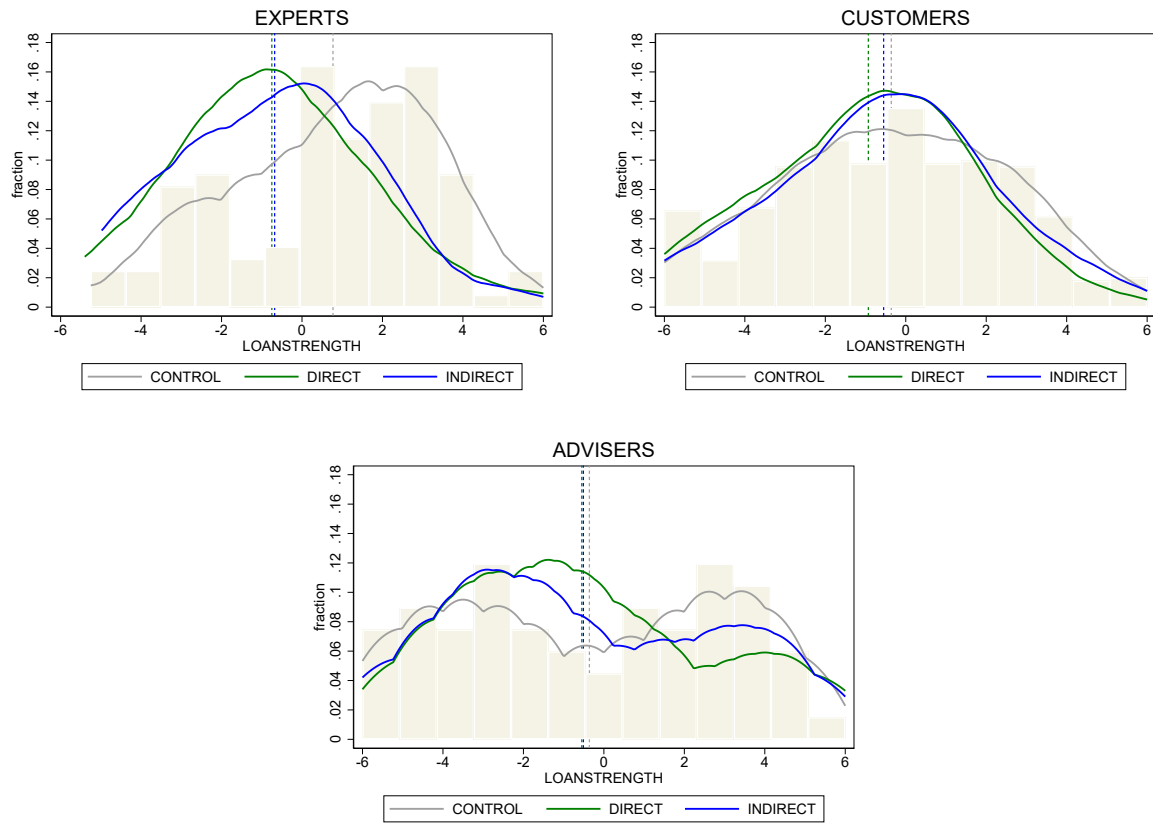 EXPERTS
fraction
0 .02 .04 .06 .08 .1 .12 .14 .16 .18
-6 -4 -2 0 2 4 6
LOANSTRENGTH
CONTROL DIRECT INDIRECT
CUSTOMERS
fraction
0 .02 .04 .06 .08 .1 .12 .14 .16 .18
-6 -4 -2 0 2 4 6
LOANSTRENGTH
CONTROL DIRECT INDIRECT
ADVISERS
fraction
0 .02 .04 .06 .08 .1 .12 .14 .16 .18
-6 -4 -2 0 2 4 6
LOANSTRENGTH
CONTROL DIRECT INDIRECT